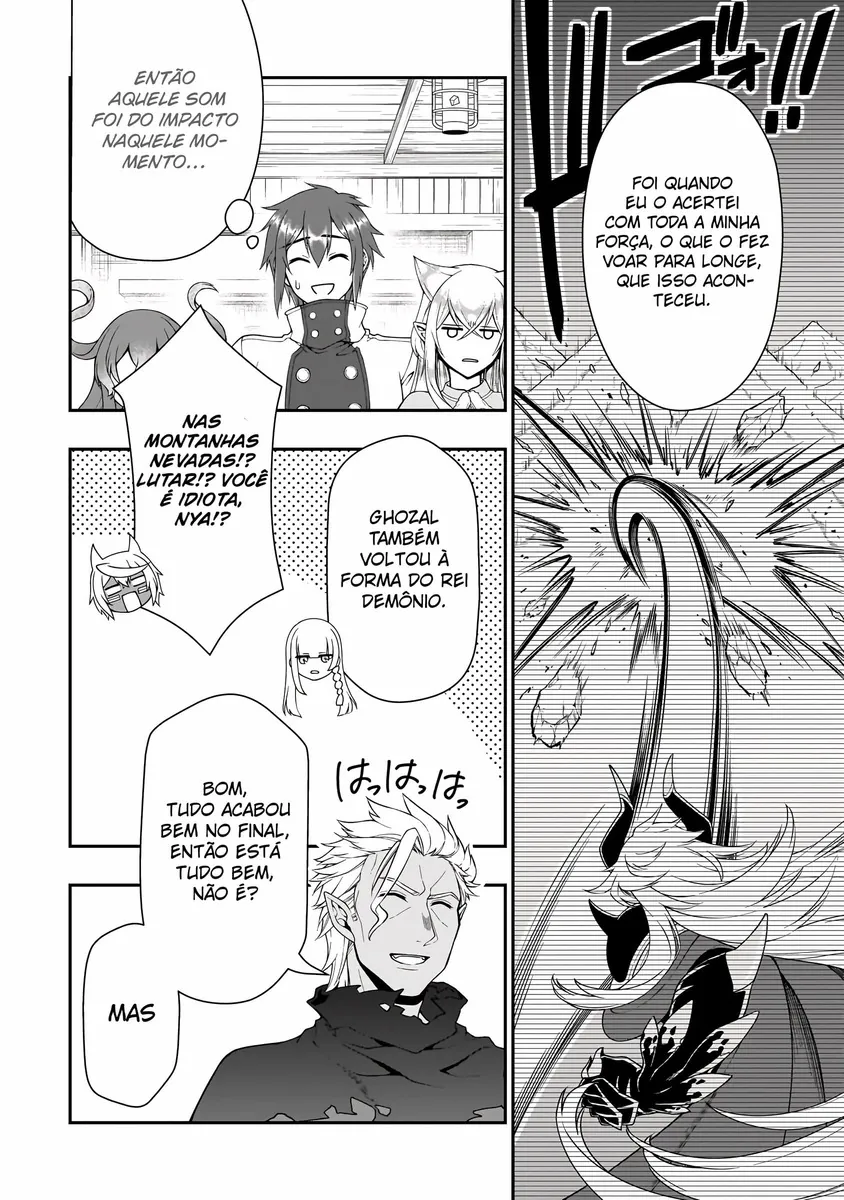 ドゴォ!!
FOI QUANDO
EU O ACERTEI
COM TODA A MINHA
FORÇA, O QUE O FEZ
VOAR PARA LONGE,
QUE ISSO ACON-
TECEU.
ENTÃO
AQUELE SOM
FOI DO IMPACTO
NAQUELE MO-
MENTO...
GHOZAL
TAMBÉM
VOLTOU À
FORMA DO REI
DEMÔNIO.
NAS
MONTANHAS
NEVADAS!?
LUTAR!? VOCÊ
É IDIOTA,
NYA!?
はっはっはっ
BOM,
TUDO ACABOU
BEM NO FINAL,
ENTÃO ESTÁ
TUDO BEM,
NÃO É?
MAS